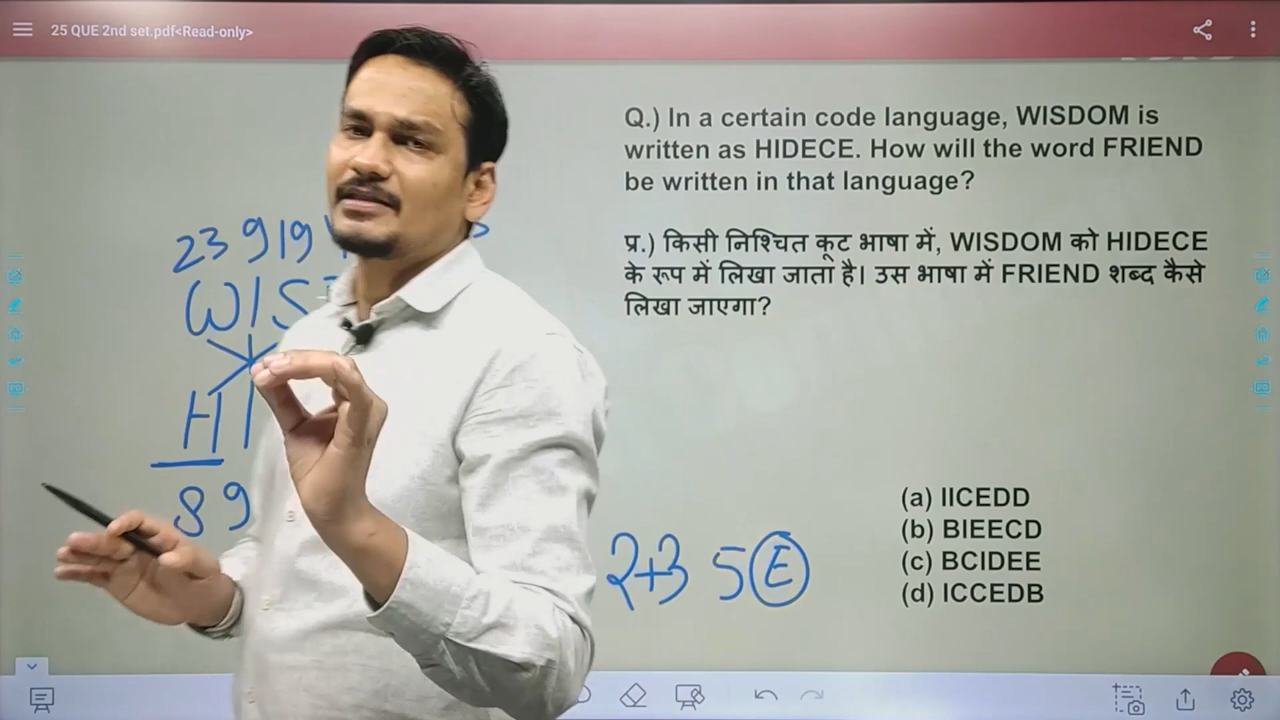 25 QUE 2nd set.pdf<Read-only>
Q.) In a certain code language, WISDOM is
written as HIDECE. How will the word FRIEND
be written in that language?
प्र.) किसी निश्चित कूट भाषा में, WISDOM को HIDECE
के रूप में लिखा जाता है। उस भाषा में FRIEND शब्द कैसे
लिखा जाएगा?
23 9 19
WIS
HI
8 9
2+3 5 E
(a) IICEDD
(b) BIEECD
(c) BCIDEE
(d) ICCEDB